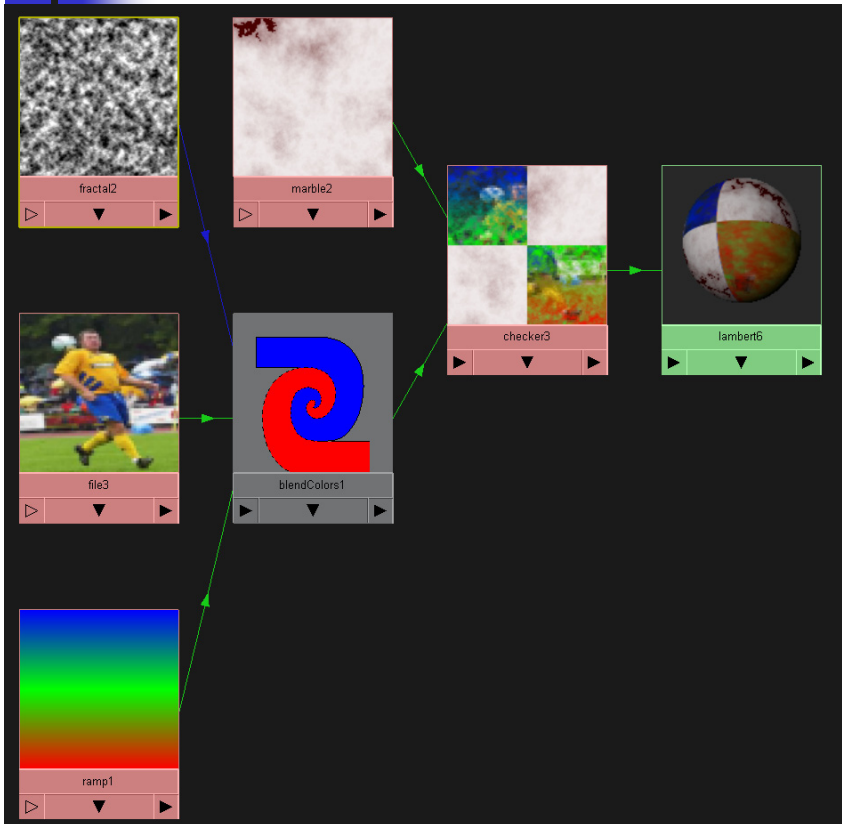 fractal2
marble2
checker3
lambert6
file3
blendColors1
ramp1